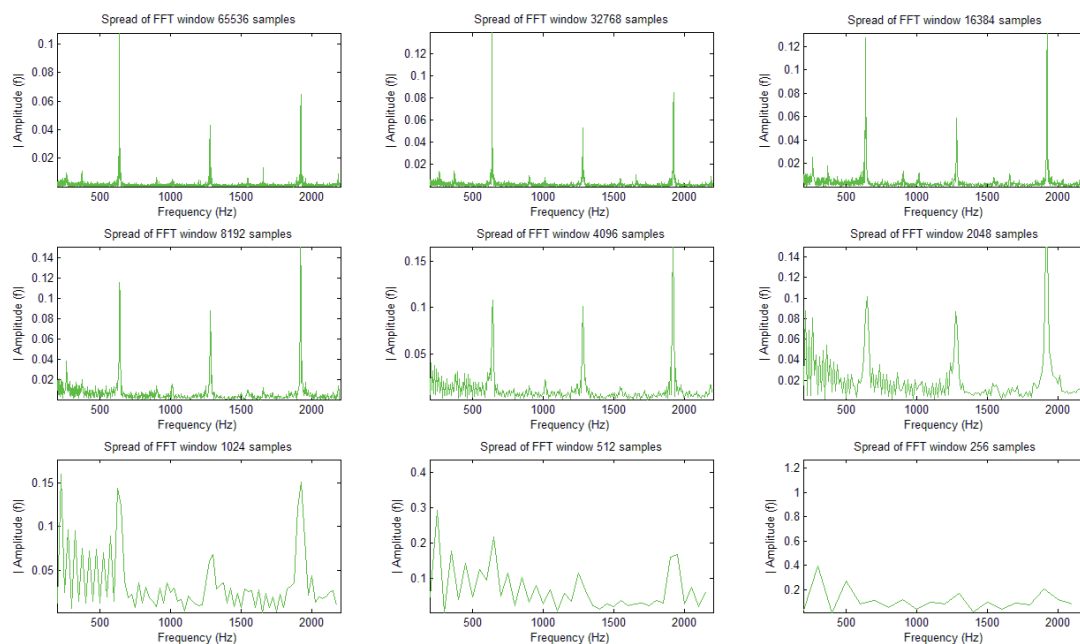 Spread of FFT window 65536 samples
| Amplitude (f)|
0.1
0.08
0.06
0.04
0.02
500 1000 1500 2000
Frequency (Hz)
Spread of FFT window 32768 samples
| Amplitude (f)|
0.12
0.1
0.08
0.06
0.04
0.02
500 1000 1500 2000
Frequency (Hz)
Spread of FFT window 16384 samples
| Amplitude (f)|
0.12
0.1
0.08
0.06
0.04
0.02
500 1000 1500 2000
Frequency (Hz)
Spread of FFT window 8192 samples
| Amplitude (f)|
0.14
0.12
0.1
0.08
0.06
0.04
0.02
500 1000 1500 2000
Frequency (Hz)
Spread of FFT window 4096 samples
| Amplitude (f)|
0.15
0.1
0.05
500 1000 1500 2000
Frequency (Hz)
Spread of FFT window 2048 samples
| Amplitude (f)|
0.14
0.12
0.1
0.08
0.06
0.04
0.02
500 1000 1500 2000
Frequency (Hz)
Spread of FFT window 1024 samples
| Amplitude (f)|
0.15
0.1
0.05
500 1000 1500 2000
Frequency (Hz)
Spread of FFT window 512 samples
| Amplitude (f)|
0.4
0.3
0.2
0.1
500 1000 1500 2000
Frequency (Hz)
Spread of FFT window 256 samples
| Amplitude (f)|
1.2
1
0.8
0.6
0.4
0.2
500 1000 1500 2000
Frequency (Hz)